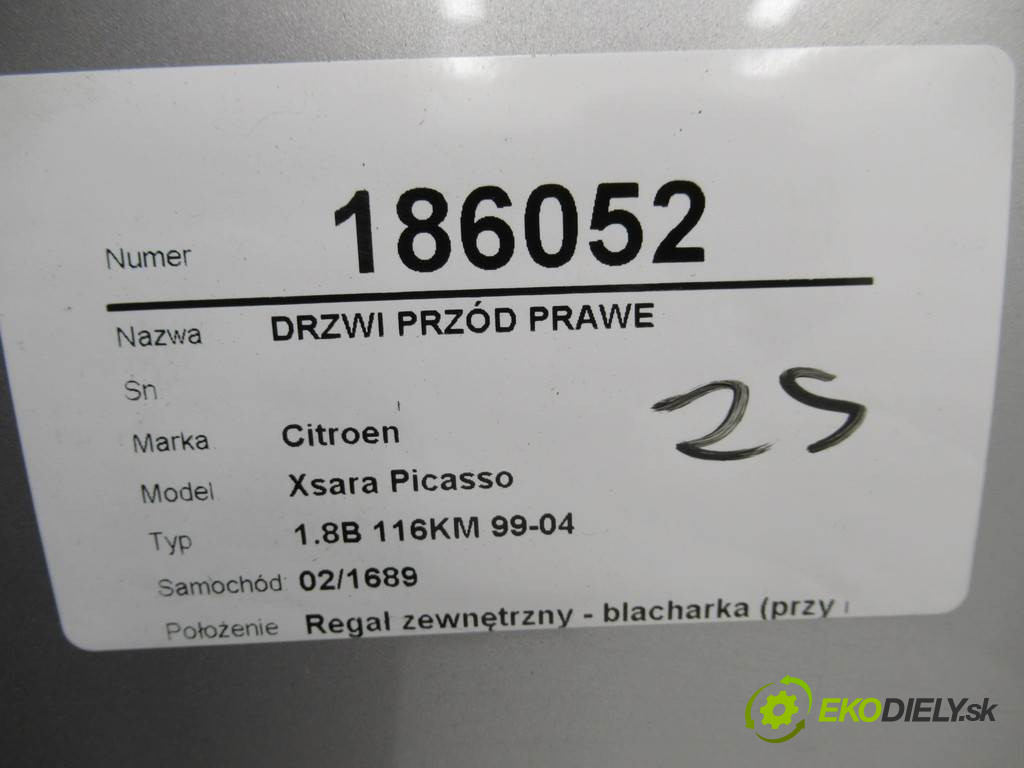 Numer 186052
Nazwa DRZWI PRZÓD PRAWE
Sn
25
Marka Citroen
Model Xsara Picasso
Typ 1.8B 116KM 99-04
Samochód 02/1689
Położenie Regał zewnętrzny - blacharka (przy
EKODIELY.sk